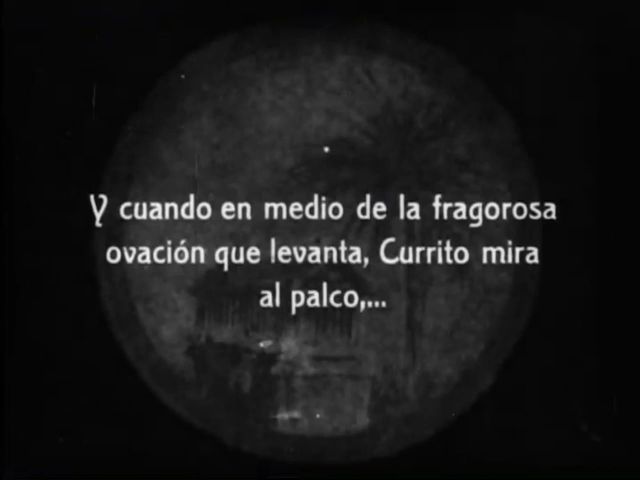 Y cuando en medio de la fragorosa
ovación que levanta, Currito mira
al palco,...